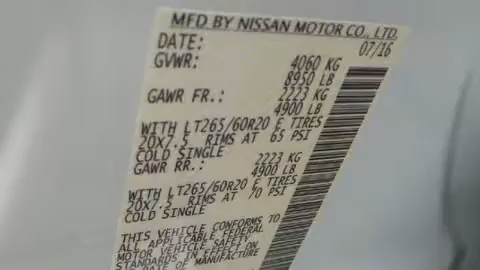 MFD BY NISSAN MOTOR CO., LTD.
DATE: 07/16
GVWR: 4060 KG
8950 LB
GAWR FR.: 2223 KG
4900 LB
WITH LT265/60R20 E TIRES
20X7.5 RIMS AT 65 PSI
COLD SINGLE
GAWR RR.: 2223 KG
4900 LB
WITH LT265/60R20 E TIRES
20X7.5 RIMS AT 70 PSI
COLD SINGLE
THIS VEHICLE CONFORMS TO
ALL APPLICABLE FEDERAL
MOTOR VEHICLE SAFETY
STANDARDS IN EFFECT ON
DATE OF MANUFACTURE